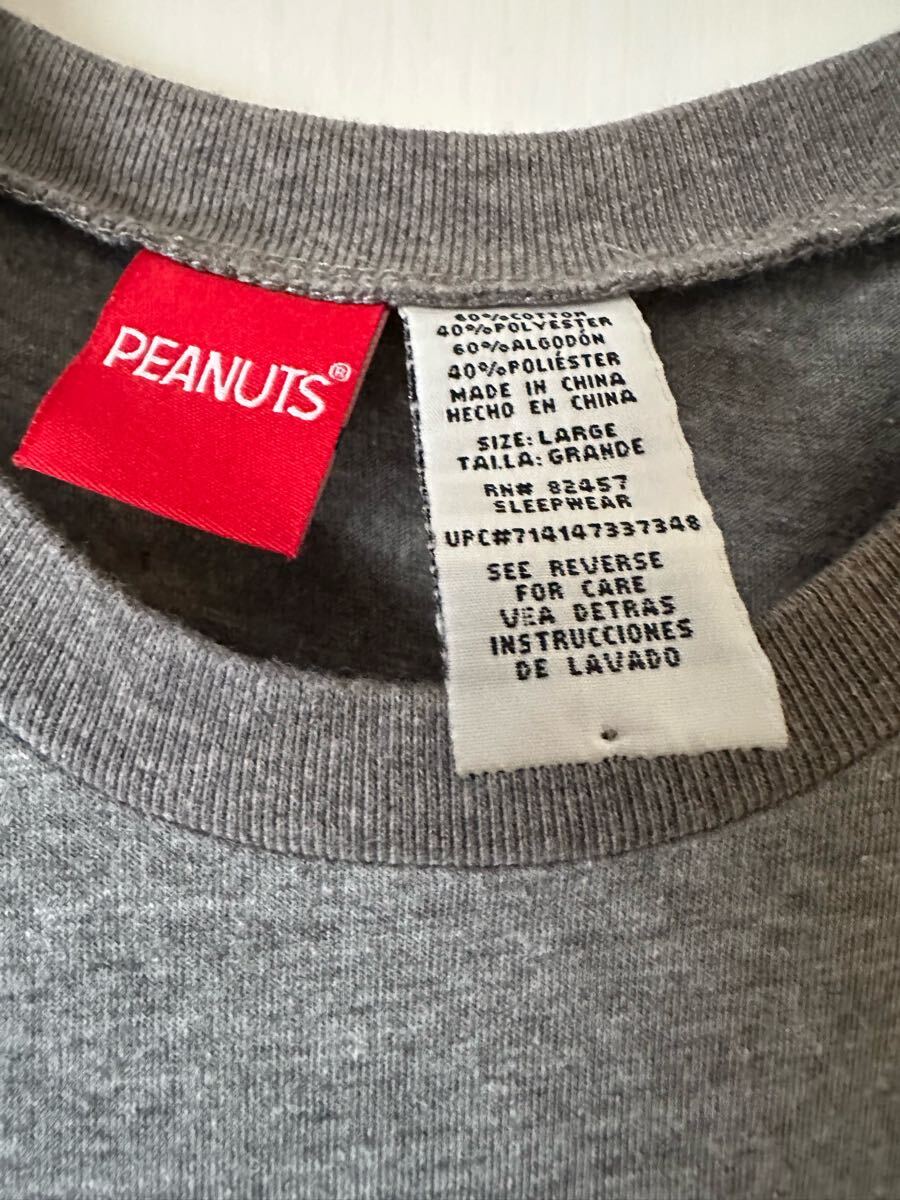 PEANUTS®
60% COTTON
40% POLYESTER
60% ALGODÓN
40% POLIÉSTER
MADE IN CHINA
HECHO EN CHINA
SIZE: LARGE
TALLA: GRANDE
RN# 82457
SLEEPWEAR
UPC#714147337348
SEE REVERSE
FOR CARE
VEA DETRAS
INSTRUCCIONES
DE LAVADO